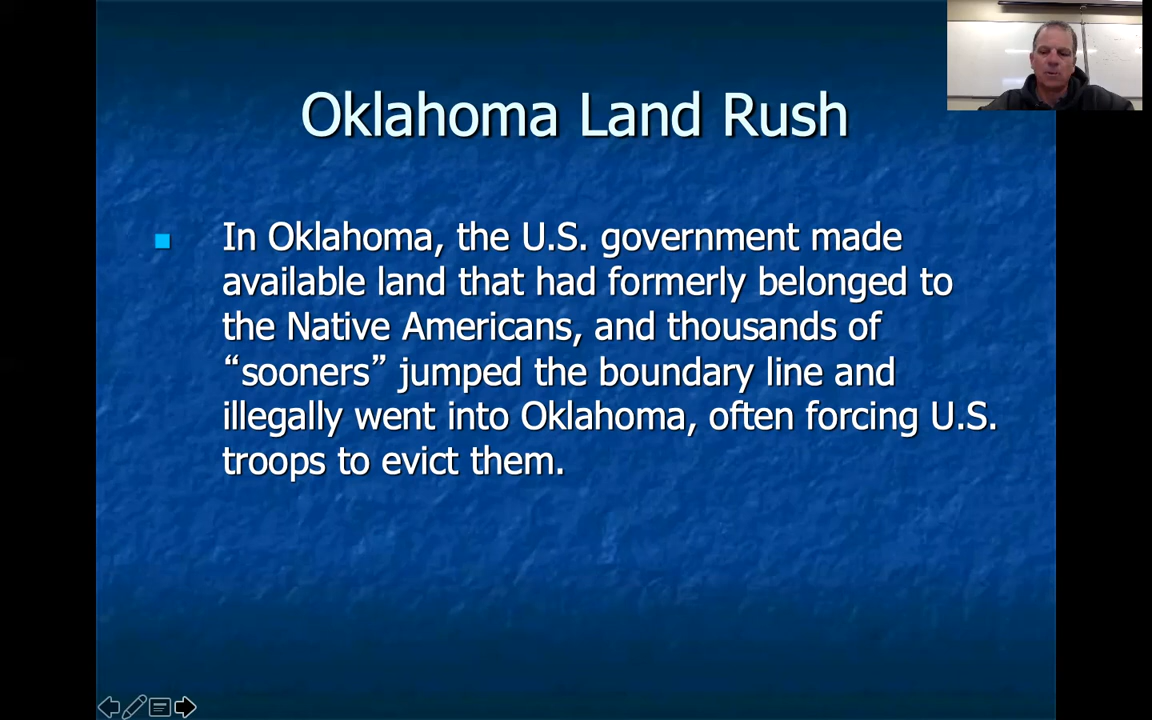 Oklahoma Land Rush
In Oklahoma, the U.S. government made
available land that had formerly belonged to
the Native Americans, and thousands of
“sooners” jumped the boundary line and
illegally went into Oklahoma, often forcing U.S.
troops to evict them.